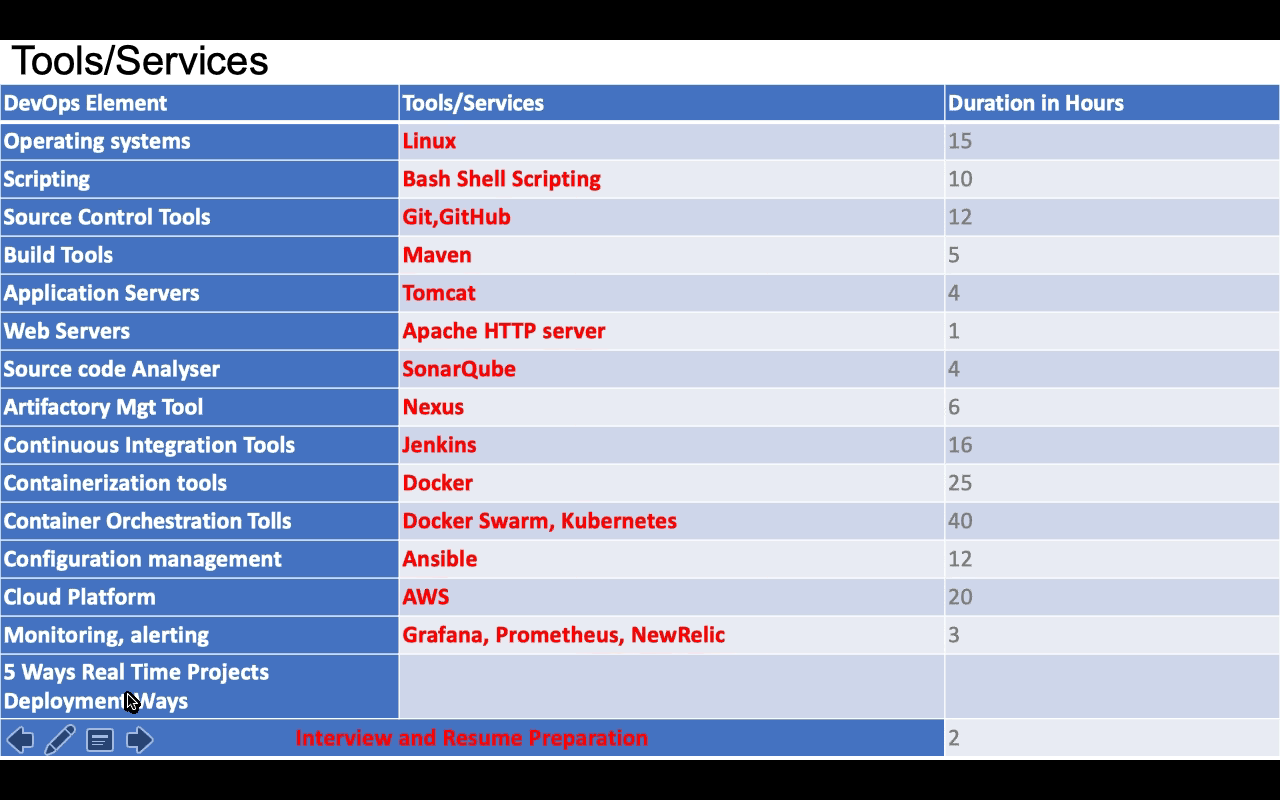 Tools/Services
DevOps Element Tools/Services Duration in Hours
Operating systems Linux 15
Scripting Bash Shell Scripting 10
Source Control Tools Git,GitHub 12
Build Tools Maven 5
Application Servers Tomcat 4
Web Servers Apache HTTP server 1
Source code Analyser SonarQube 4
Artifactory Mgt Tool Nexus 6
Continuous Integration Tools Jenkins 16
Containerization tools Docker 25
Container Orchestration Tolls Docker Swarm, Kubernetes 40
Configuration management Ansible 12
Cloud Platform AWS 20
Monitoring, alerting Grafana, Prometheus, NewRelic 3
5 Ways Real Time Projects
Deployment Ways
Interview and Resume Preparation 2